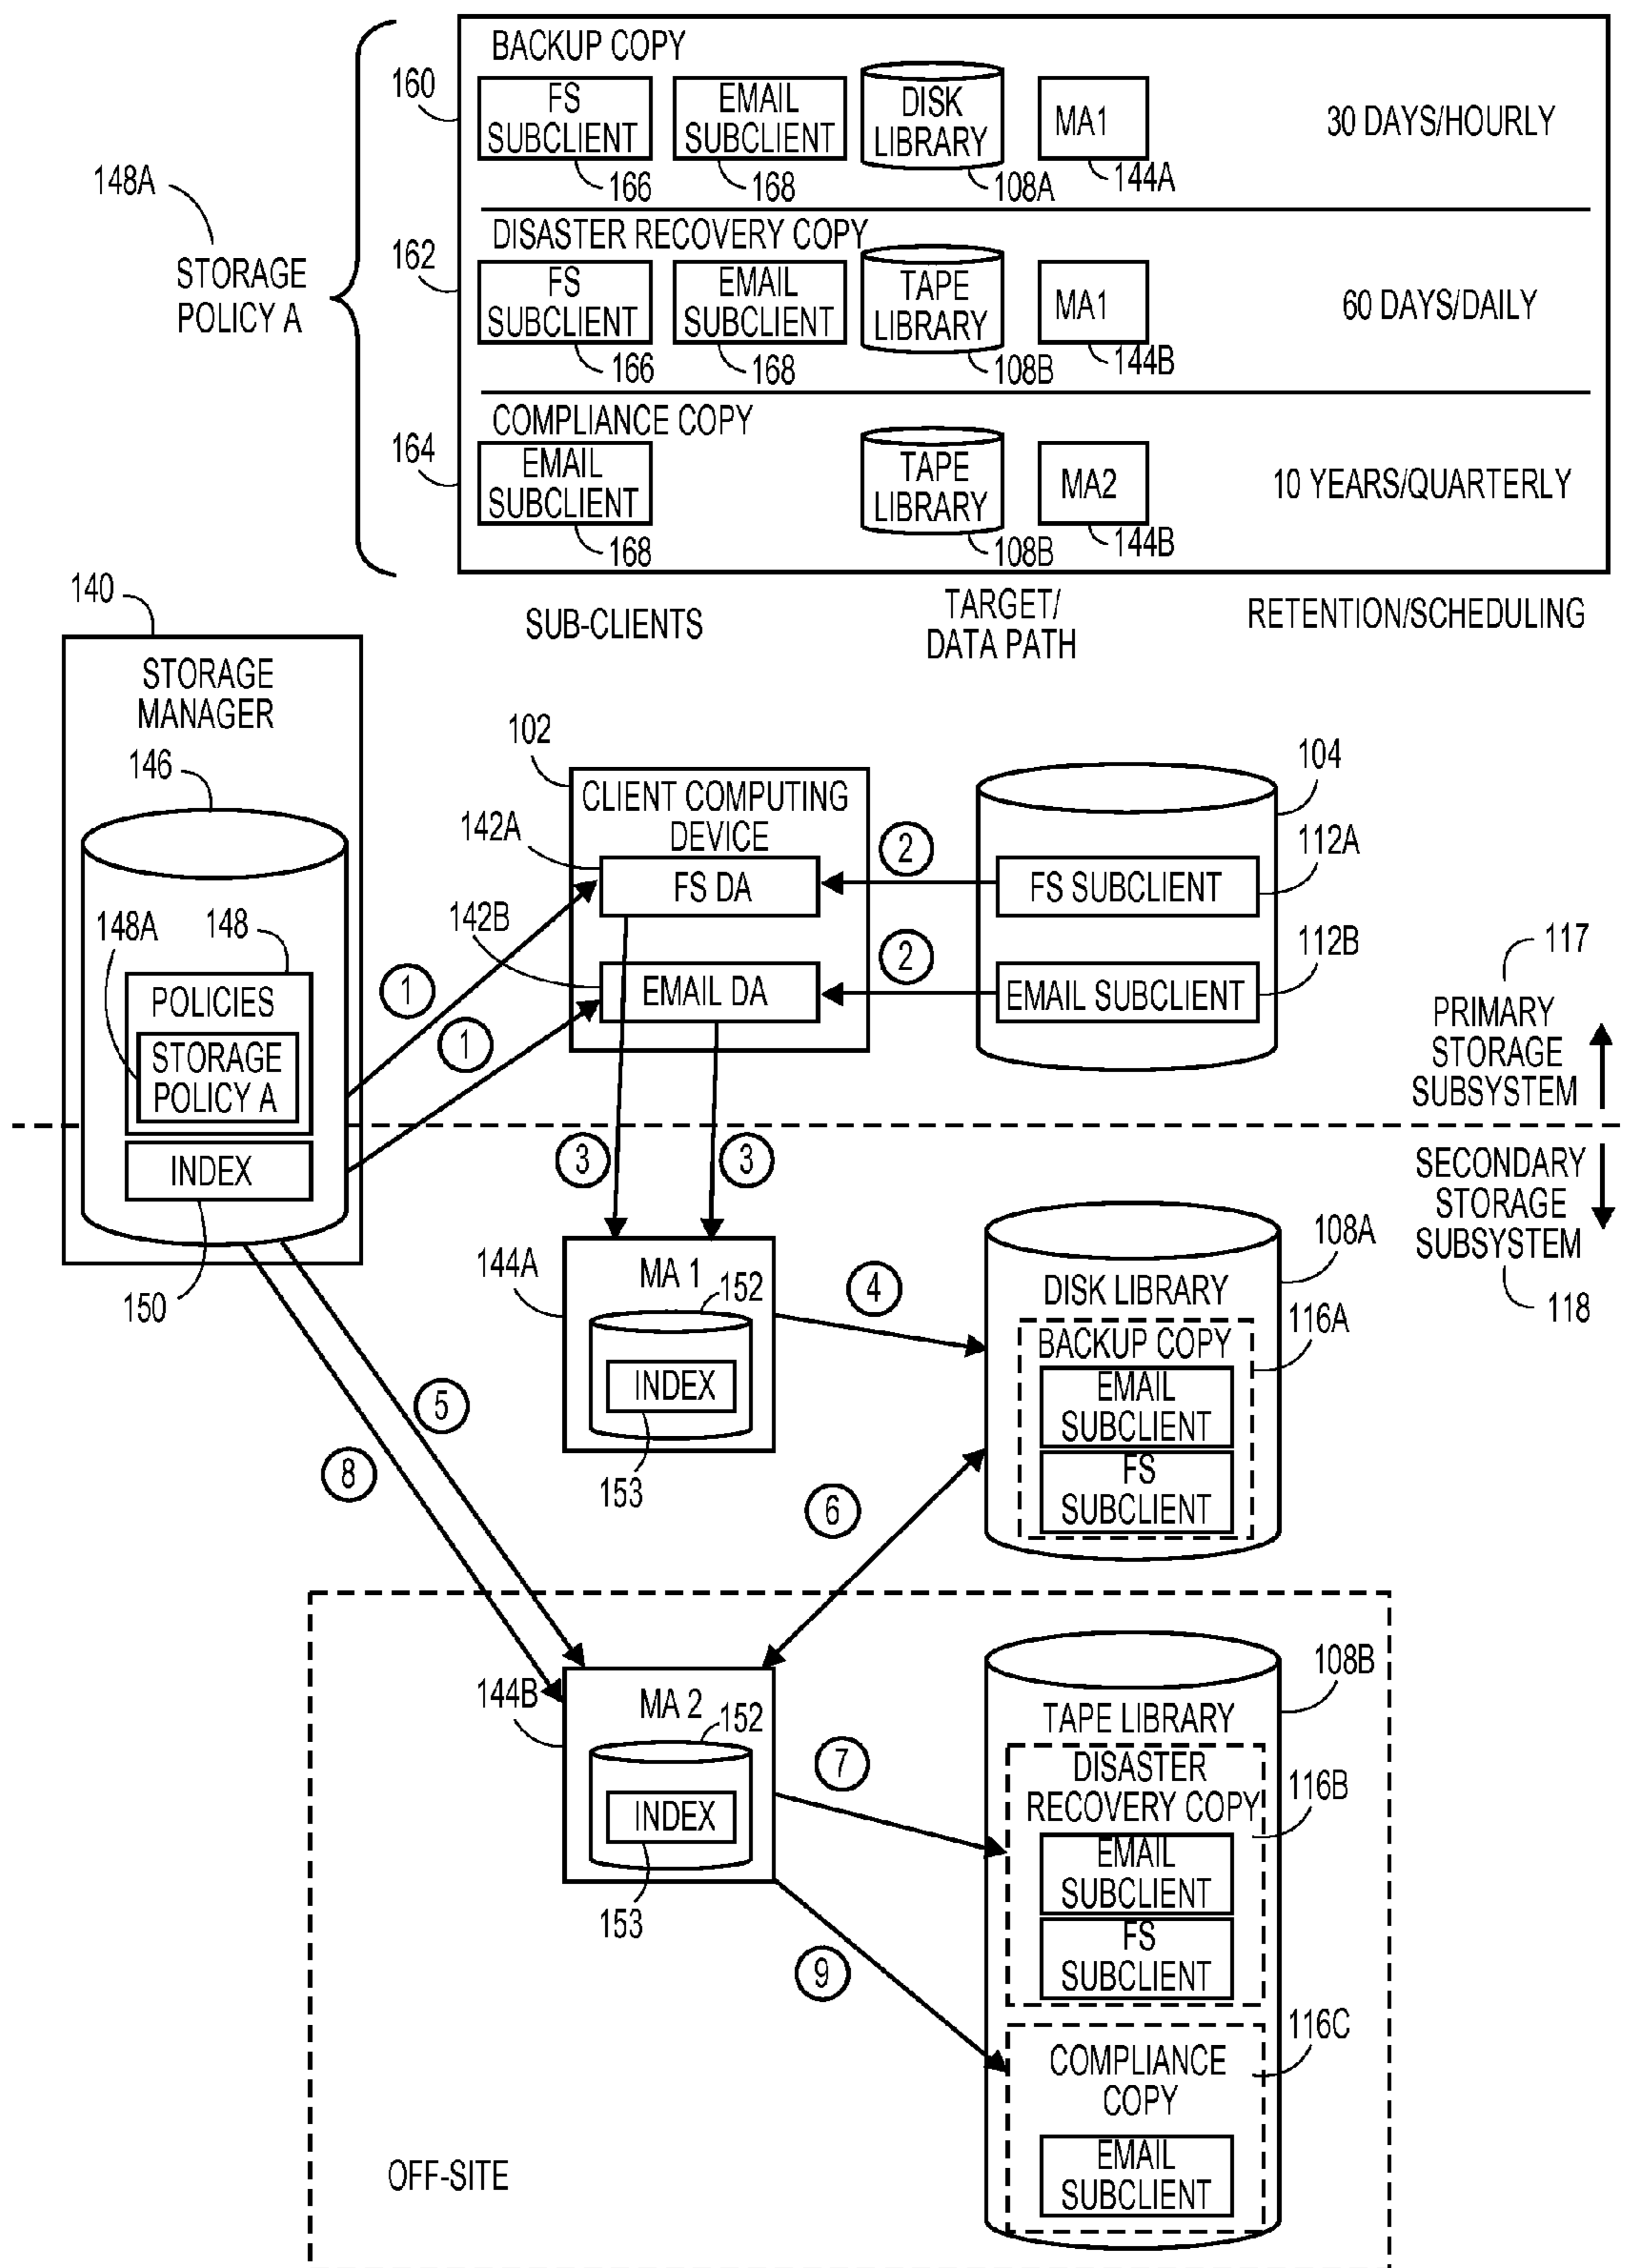 BACKUP COPY
160
FS
SUBCLIENT
166
EMAIL
SUBCLIENT
168
DISK
LIBRARY
108A
MA1
144A
30 DAYS/HOURLY
148A
STORAGE
POLICY A
DISASTER RECOVERY COPY
162
FS
SUBCLIENT
166
EMAIL
SUBCLIENT
168
TAPE
LIBRARY
108B
MA1
144B
60 DAYS/DAILY
COMPLIANCE COPY
164
EMAIL
SUBCLIENT
168
TAPE
LIBRARY
108B
MA2
144B
10 YEARS/QUARTERLY
SUB-CLIENTS
TARGET/
DATA PATH
RETENTION/SCHEDULING
140
STORAGE
MANAGER
146
148A
148
POLICIES
STORAGE
POLICY A
INDEX
150
102
CLIENT COMPUTING
DEVICE
142A
FS DA
142B
EMAIL DA
104
112A
FS SUBCLIENT
112B
EMAIL SUBCLIENT
1
1
2
2
117
PRIMARY
STORAGE
SUBSYSTEM
SECONDARY
STORAGE
SUBSYSTEM
118
3
3
144A
MA 1
152
INDEX
153
4
108A
DISK LIBRARY
116A
BACKUP COPY
EMAIL
SUBCLIENT
FS
SUBCLIENT
5
8
6
144B
MA 2
152
INDEX
153
7
9
108B
TAPE LIBRARY
DISASTER
RECOVERY COPY
116B
EMAIL
SUBCLIENT
FS
SUBCLIENT
116C
COMPLIANCE
COPY
EMAIL
SUBCLIENT
OFF-SITE